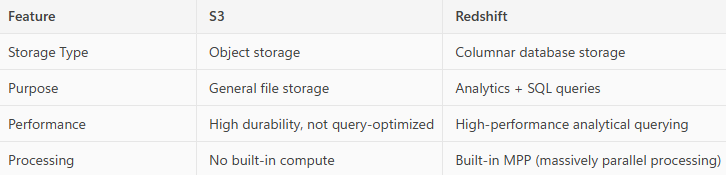 Feature S3 Redshift
Storage Type Object storage Columnar database storage
Purpose General file storage Analytics + SQL queries
Performance High durability, not query-optimized High-performance analytical querying
Processing No built-in compute Built-in MPP (massively parallel processing)